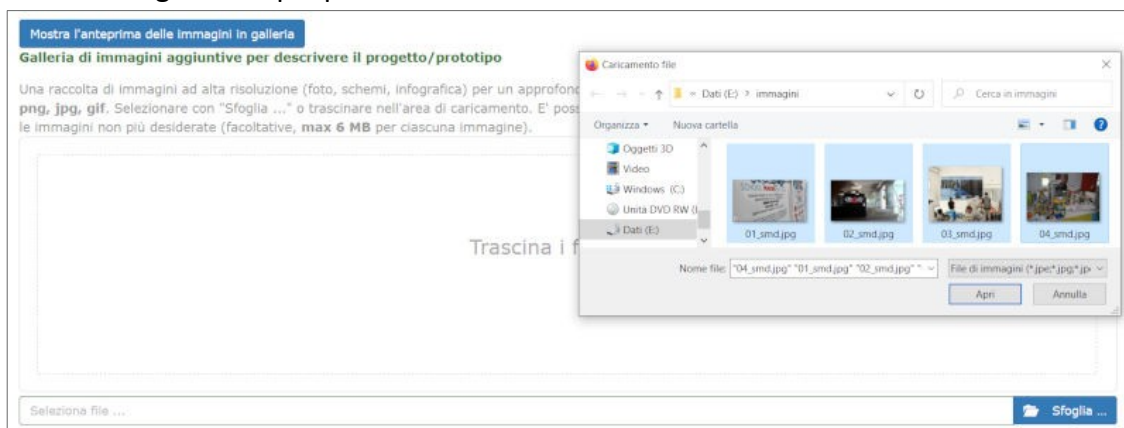 Mostra l'anteprima delle immagini in galleria
Galleria di immagini aggiuntive per descrivere il progetto/prototipo
Una raccolta di immagini ad alta risoluzione (foto, schemi, infografica) per un approfond
png, jpg, gif. Selezionare con "Sfoglia ..." o trascinare nell'area di caricamento. E' poss
le immagini non più desiderate (facoltative, max 6 MB per ciascuna immagine).
Trascina i f
Seleziona file ...
Sfoglia ...
Caricamento file
Dati (E:) > immagini
Cerca in immagini
Organizza
Nuova cartella
Oggetti 3D
Video
Windows (C:)
Unità DVD RW (
Dati (E:)
01_smd.jpg
02_smd.jpg
03_smd.jpg
04_smd.jpg
Nome file: "04_smd.jpg" "01_smd.jpg" "02_smd.jpg" "
File di immagini (*.jpe;*.jpg;*.jp
Apri
Annulla